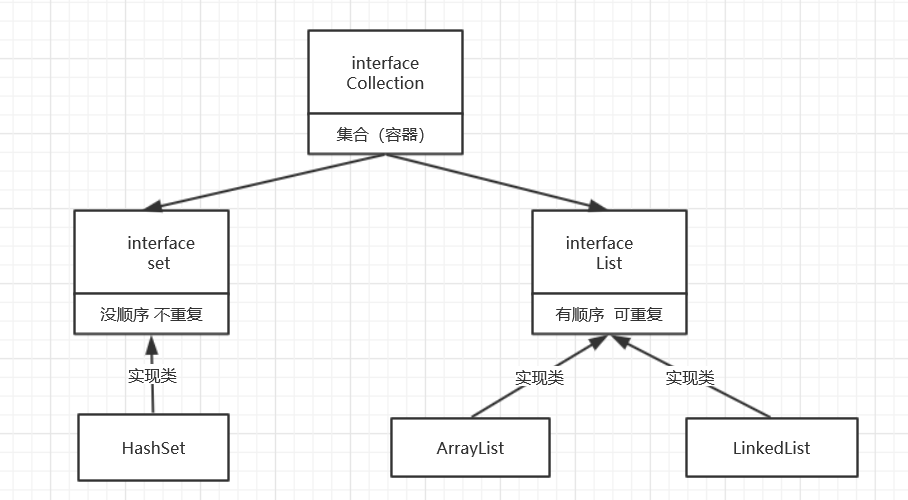 interface
Collection
集合（容器）
interface
set
没顺序 不重复
interface
List
有顺序 可重复
实现类
实现类
实现类
HashSet
ArrayList
LinkedList